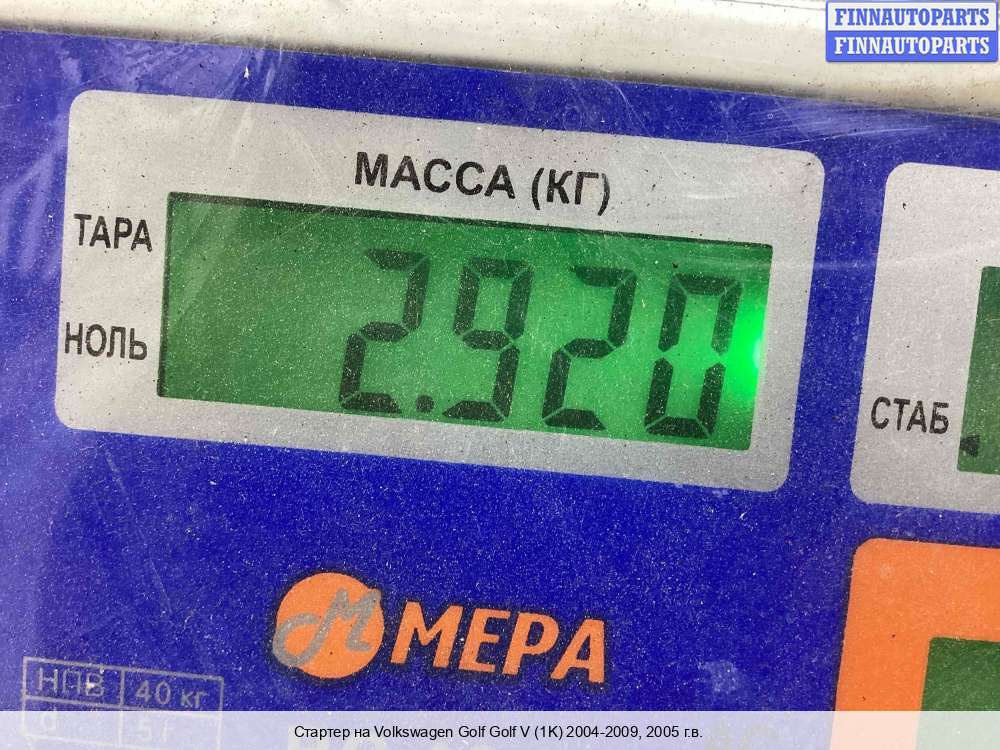 FINNAUTOPARTS
FINNAUTOPARTS
МАССА (КГ)
ТАРА
2.920
НОЛЬ
СТАБ
М МЕРА
НПВ 40 кг
d 5 г
Стартер на Volkswagen Golf Golf V (1K) 2004-2009, 2005 г.в.